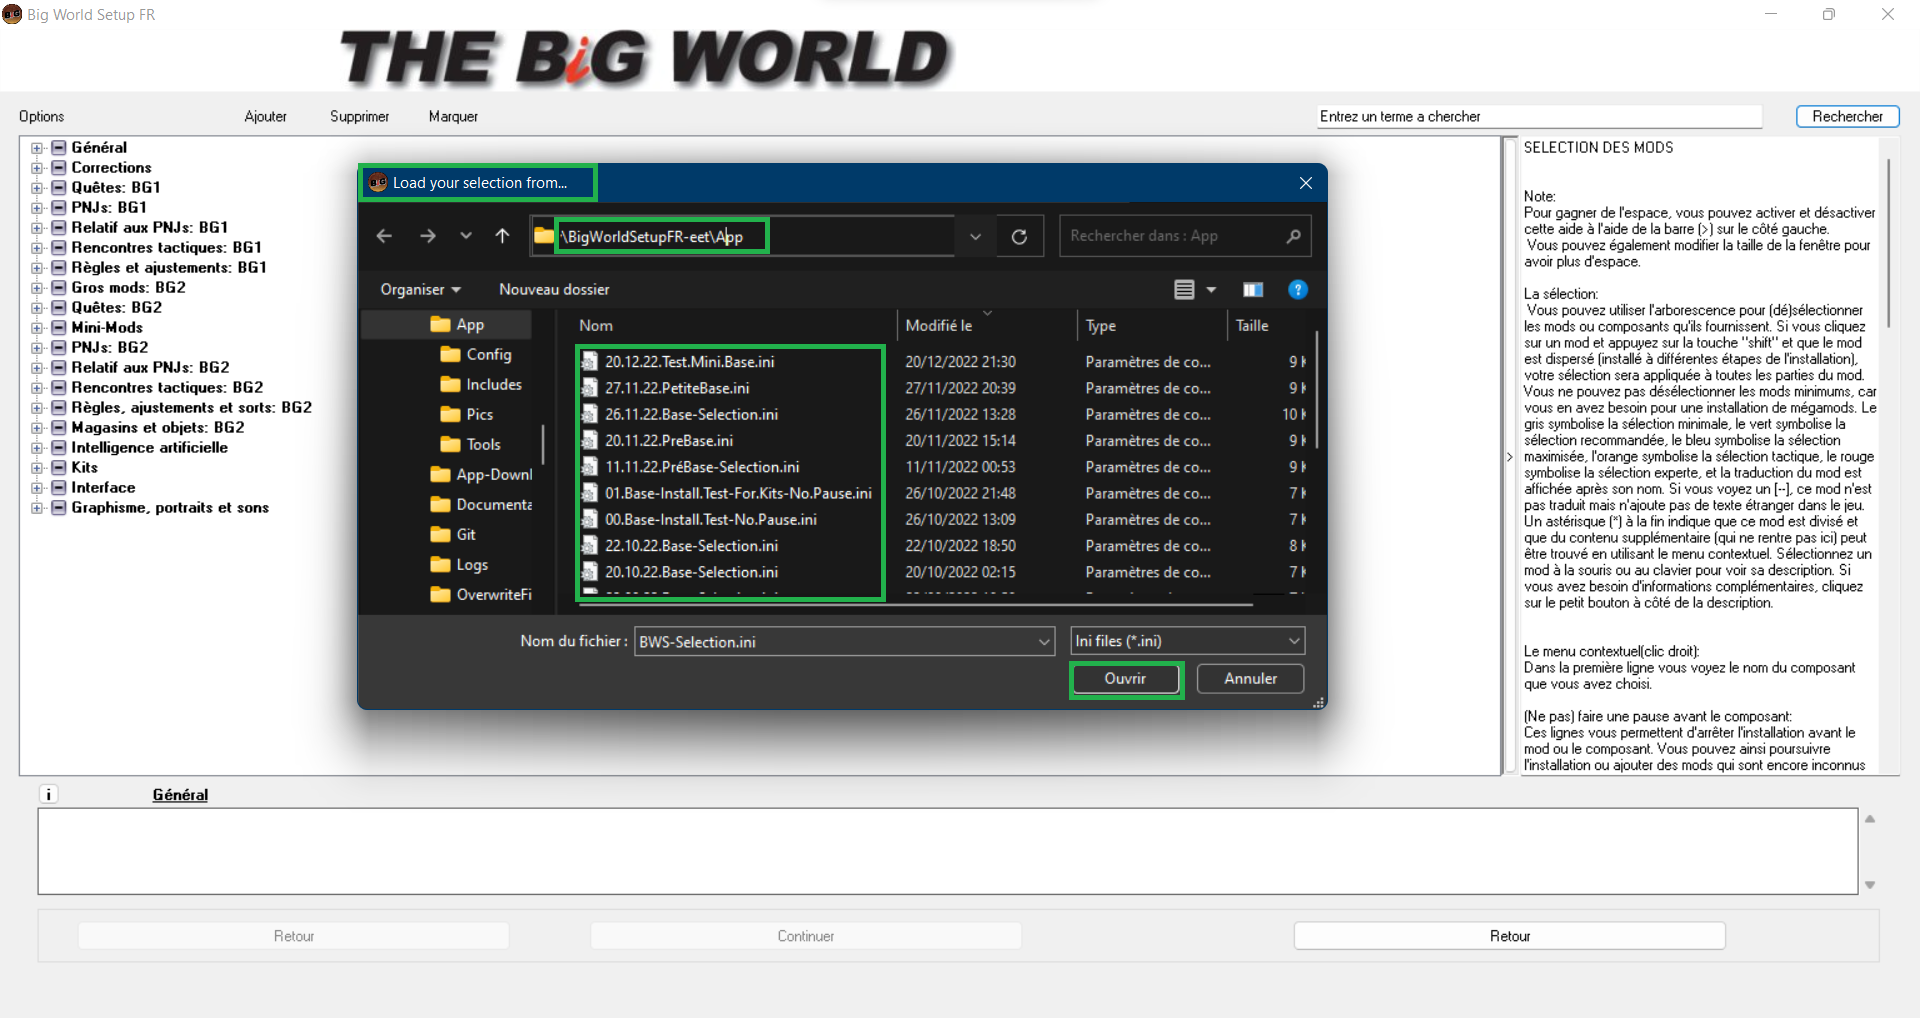 Big World Setup FR
THE BiG WORLD
Options Ajouter Supprimer Marquer Entrez un terme a chercher Rechercher
Général
Corrections
Quêtes: BG1
PNJs: BG1
Relatif aux PNJs: BG1
Rencontres tactiques: BG1
Règles et ajustements: BG1
Gros mods: BG2
Quêtes: BG2
Mini-Mods
PNJs: BG2
Relatif aux PNJs: BG2
Rencontres tactiques: BG2
Règles, ajustements et sorts: BG2
Magasins et objets: BG2
Intelligence artificielle
Kits
Interface
Graphisme, portraits et sons
Load your selection from...
\BigWorldSetupFR-eet\App
Rechercher dans : App
Organiser Nouveau dossier
App
Config
Includes
Pics
Tools
App-Downl
Documenta
Git
Logs
OverwriteFi
Nom Modifié le Type Taille
20.12.22.Test.Mini.Base.ini 20/12/2022 21:30 Paramètres de co... 9 K
27.11.22.PetiteBase.ini 27/11/2022 20:39 Paramètres de co... 9 K
26.11.22.Base-Selection.ini 26/11/2022 13:28 Paramètres de co... 10 K
20.11.22.PreBase.ini 20/11/2022 15:14 Paramètres de co... 9 K
11.11.22.PréBase-Selection.ini 11/11/2022 00:53 Paramètres de co... 9 K
01.Base-Install.Test-For.Kits-No.Pause.ini 26/10/2022 21:48 Paramètres de co... 7 K
00.Base-Install.Test-No.Pause.ini 26/10/2022 13:09 Paramètres de co... 7 K
22.10.22.Base-Selection.ini 22/10/2022 18:50 Paramètres de co... 8 K
20.10.22.Base-Selection.ini 20/10/2022 02:15 Paramètres de co... 7 K
Nom du fichier : BWS-Selection.ini Ini files (*.ini)
Ouvrir Annuler
>
SELECTION DES MODS
Note:
Pour gagner de l'espace, vous pouvez activer et désactiver
cette aide à l'aide de la barre (>) sur le côté gauche.
Vous pouvez également modifier la taille de la fenêtre pour
avoir plus d'espace.
La sélection:
Vous pouvez utiliser l'arborescence pour (dé)sélectionner
les mods ou composants qu'ils fournissent. Si vous cliquez
sur un mod et appuyez sur la touche "shift" et que le mod
est dispersé (installé à différentes étapes de l'installation),
votre sélection sera appliquée à toutes les parties du mod.
Vous ne pouvez pas désélectionner les mods minimums, car
vous en avez besoin pour une installation de mégamods. Le
gris symbolise la sélection minimale, le vert symbolise la
sélection recommandée, le bleu symbolise la sélection
maximisée, l'orange symbolise la sélection tactique, le rouge
symbolise la sélection experte, et la traduction du mod est
affichée après son nom. Si vous voyez un [--], ce mod n'est
pas traduit mais n'ajoute pas de texte étranger dans le jeu.
Un astérisque (*) à la fin indique que ce mod est divisé et
que du contenu supplémentaire (qui ne rentre pas ici) peut
être trouvé en utilisant le menu contextuel. Sélectionnez un
mod à la souris ou au clavier pour voir sa description. Si
vous avez besoin d'informations complémentaires, cliquez
sur le petit bouton à côté de la description.
Le menu contextuel(clic droit):
Dans la première ligne vous voyez le nom du composant
que vous avez choisi.
(Ne pas) faire une pause avant le composant:
Ces lignes vous permettent d'arrêter l'installation avant le
mod ou le composant. Vous pouvez ainsi poursuivre
l'installation ou ajouter des mods qui sont encore inconnus
i Général
Retour Continuer Retour